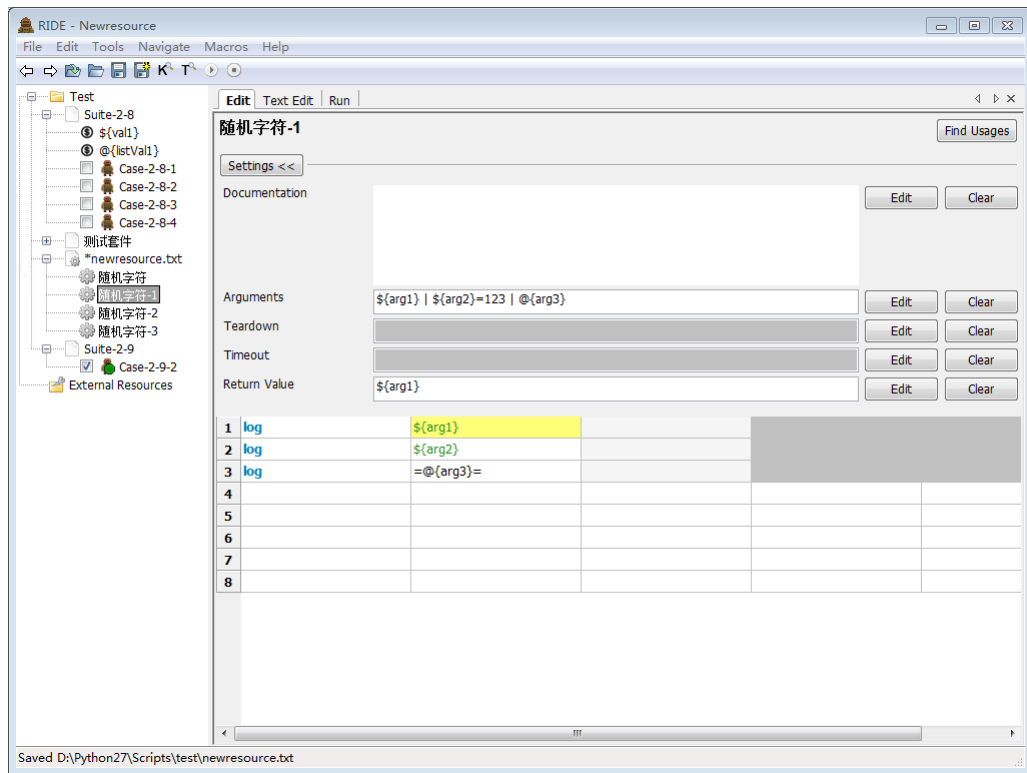 RIDE - Newresource
File Edit Tools Navigate Macros Help
Test
Suite-2-8
${val1}
@{listVal1}
Case-2-8-1
Case-2-8-2
Case-2-8-3
Case-2-8-4
测试套件
*newresource.txt
随机字符
随机字符-1
随机字符-2
随机字符-3
Suite-2-9
Case-2-9-2
External Resources
Edit Text Edit Run
随机字符-1 Find Usages
Settings <<
Documentation Edit Clear
Arguments ${arg1} | ${arg2}=123 | @{arg3} Edit Clear
Teardown Edit Clear
Timeout Edit Clear
Return Value ${arg1} Edit Clear
1 log ${arg1}
2 log ${arg2}
3 log =@{arg3}=
4
5
6
7
8
Saved D:\Python27\Scripts\test\newresource.txt